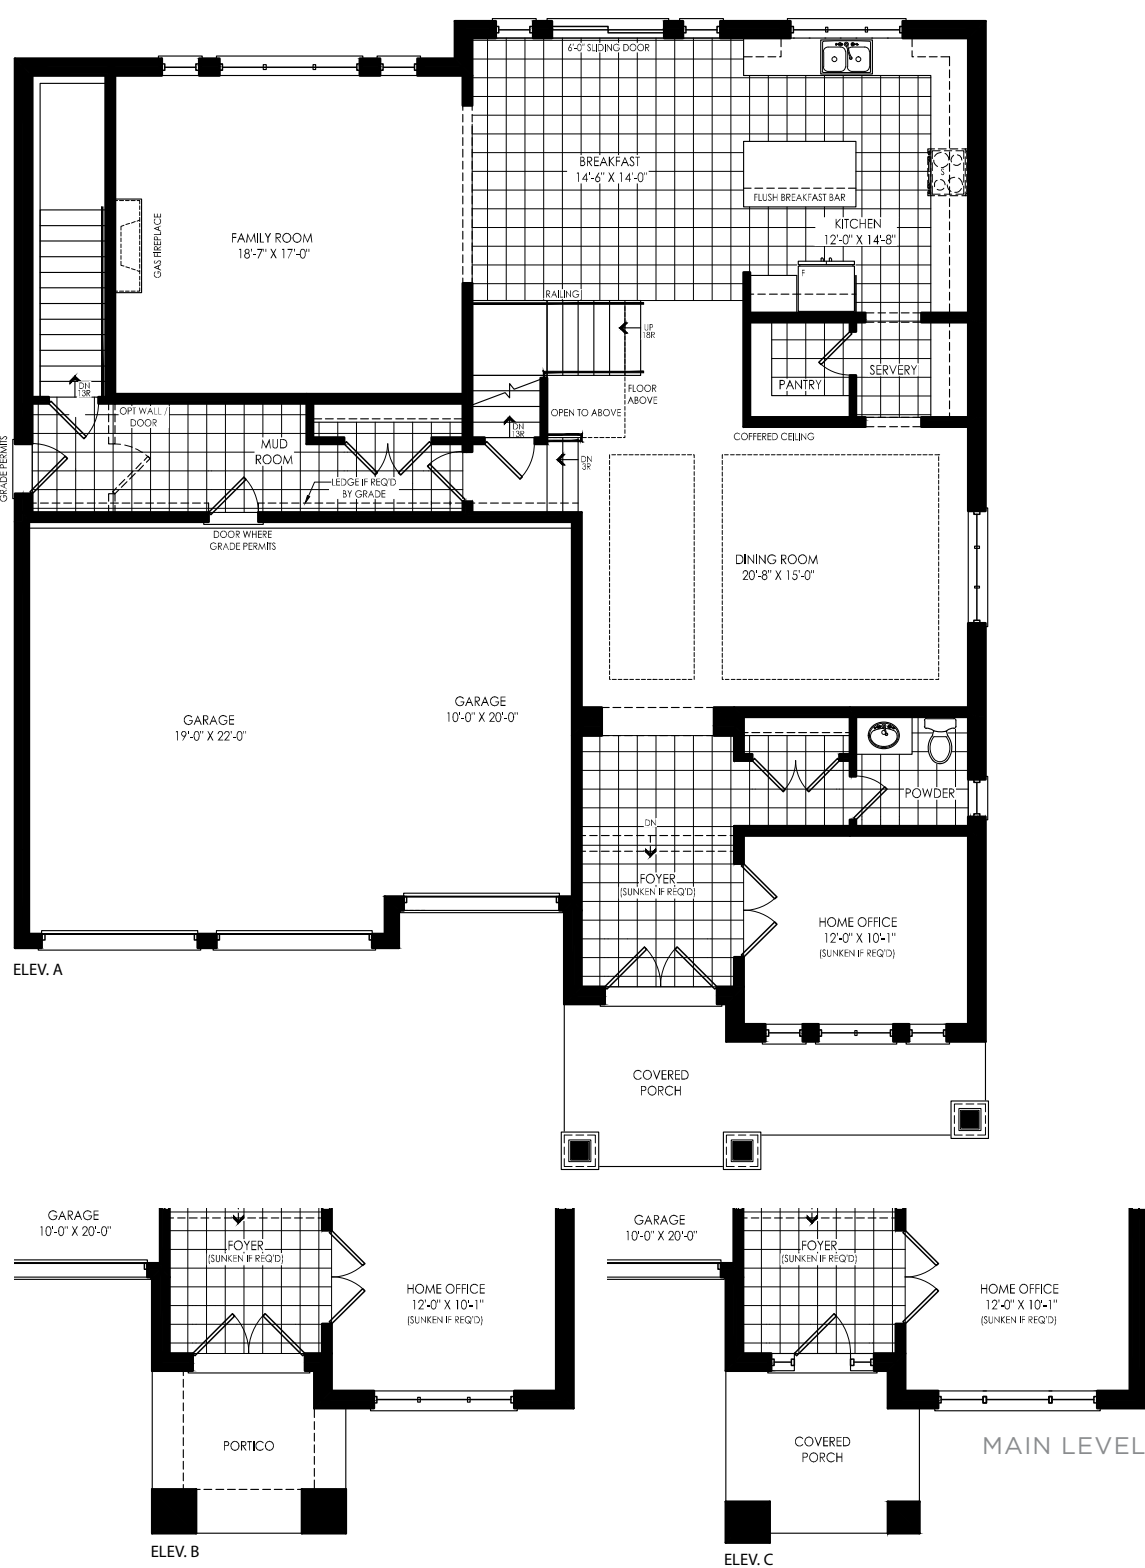 6'-0" SLIDING DOOR
BREAKFAST
14'-6" X 14'-0"
FLUSH BREAKFAST BAR
S
KITCHEN
12'-0" X 14'-8"
F
FAMILY ROOM
18'-7" X 17'-0"
GAS FIREPLACE
RAILING
UP
18R
FLOOR
ABOVE
OPEN TO ABOVE
PANTRY
SERVERY
COFFERED CEILING
DN
13R
OPT WALL /
DOOR
MUD
ROOM
DN
13R
DN
3R
LEDGE IF REQ'D
BY GRADE
GRADE PERMITS
DOOR WHERE
GRADE PERMITS
DINING ROOM
20'-8" X 15'-0"
GARAGE
19'-0" X 22'-0"
GARAGE
10'-0" X 20'-0"
POWDER
DN
FOYER
(SUNKEN IF REQ'D)
HOME OFFICE
12'-0" X 10'-1"
(SUNKEN IF REQ'D)
ELEV. A
COVERED
PORCH
GARAGE
10'-0" X 20'-0"
FOYER
(SUNKEN IF REQ'D)
HOME OFFICE
12'-0" X 10'-1"
(SUNKEN IF REQ'D)
PORTICO
ELEV. B
GARAGE
10'-0" X 20'-0"
FOYER
(SUNKEN IF REQ'D)
HOME OFFICE
12'-0" X 10'-1"
(SUNKEN IF REQ'D)
COVERED
PORCH
MAIN LEVEL
ELEV. C